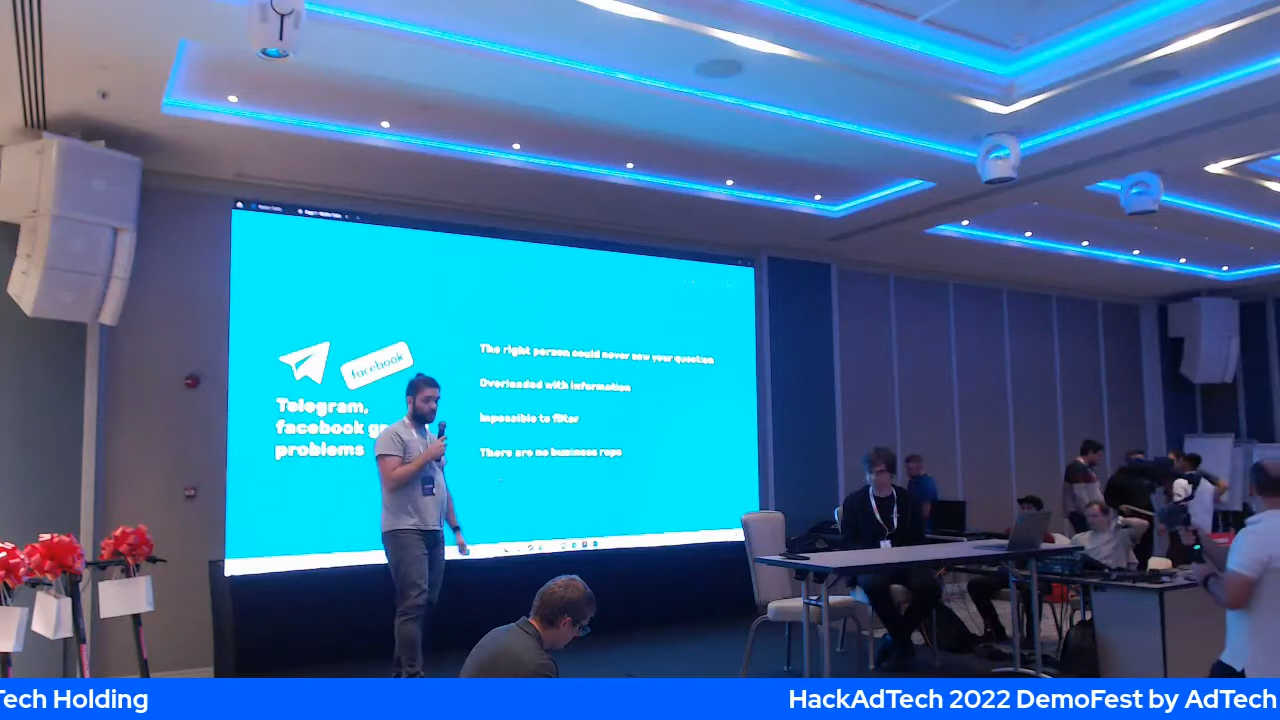 facebook
Telegram,
facebook
problems
The right person could never saw your question
Overloaded with information
Impossible to filter
There are no business reps
Tech Holding
HackAdTech 2022 DemoFest by AdTech